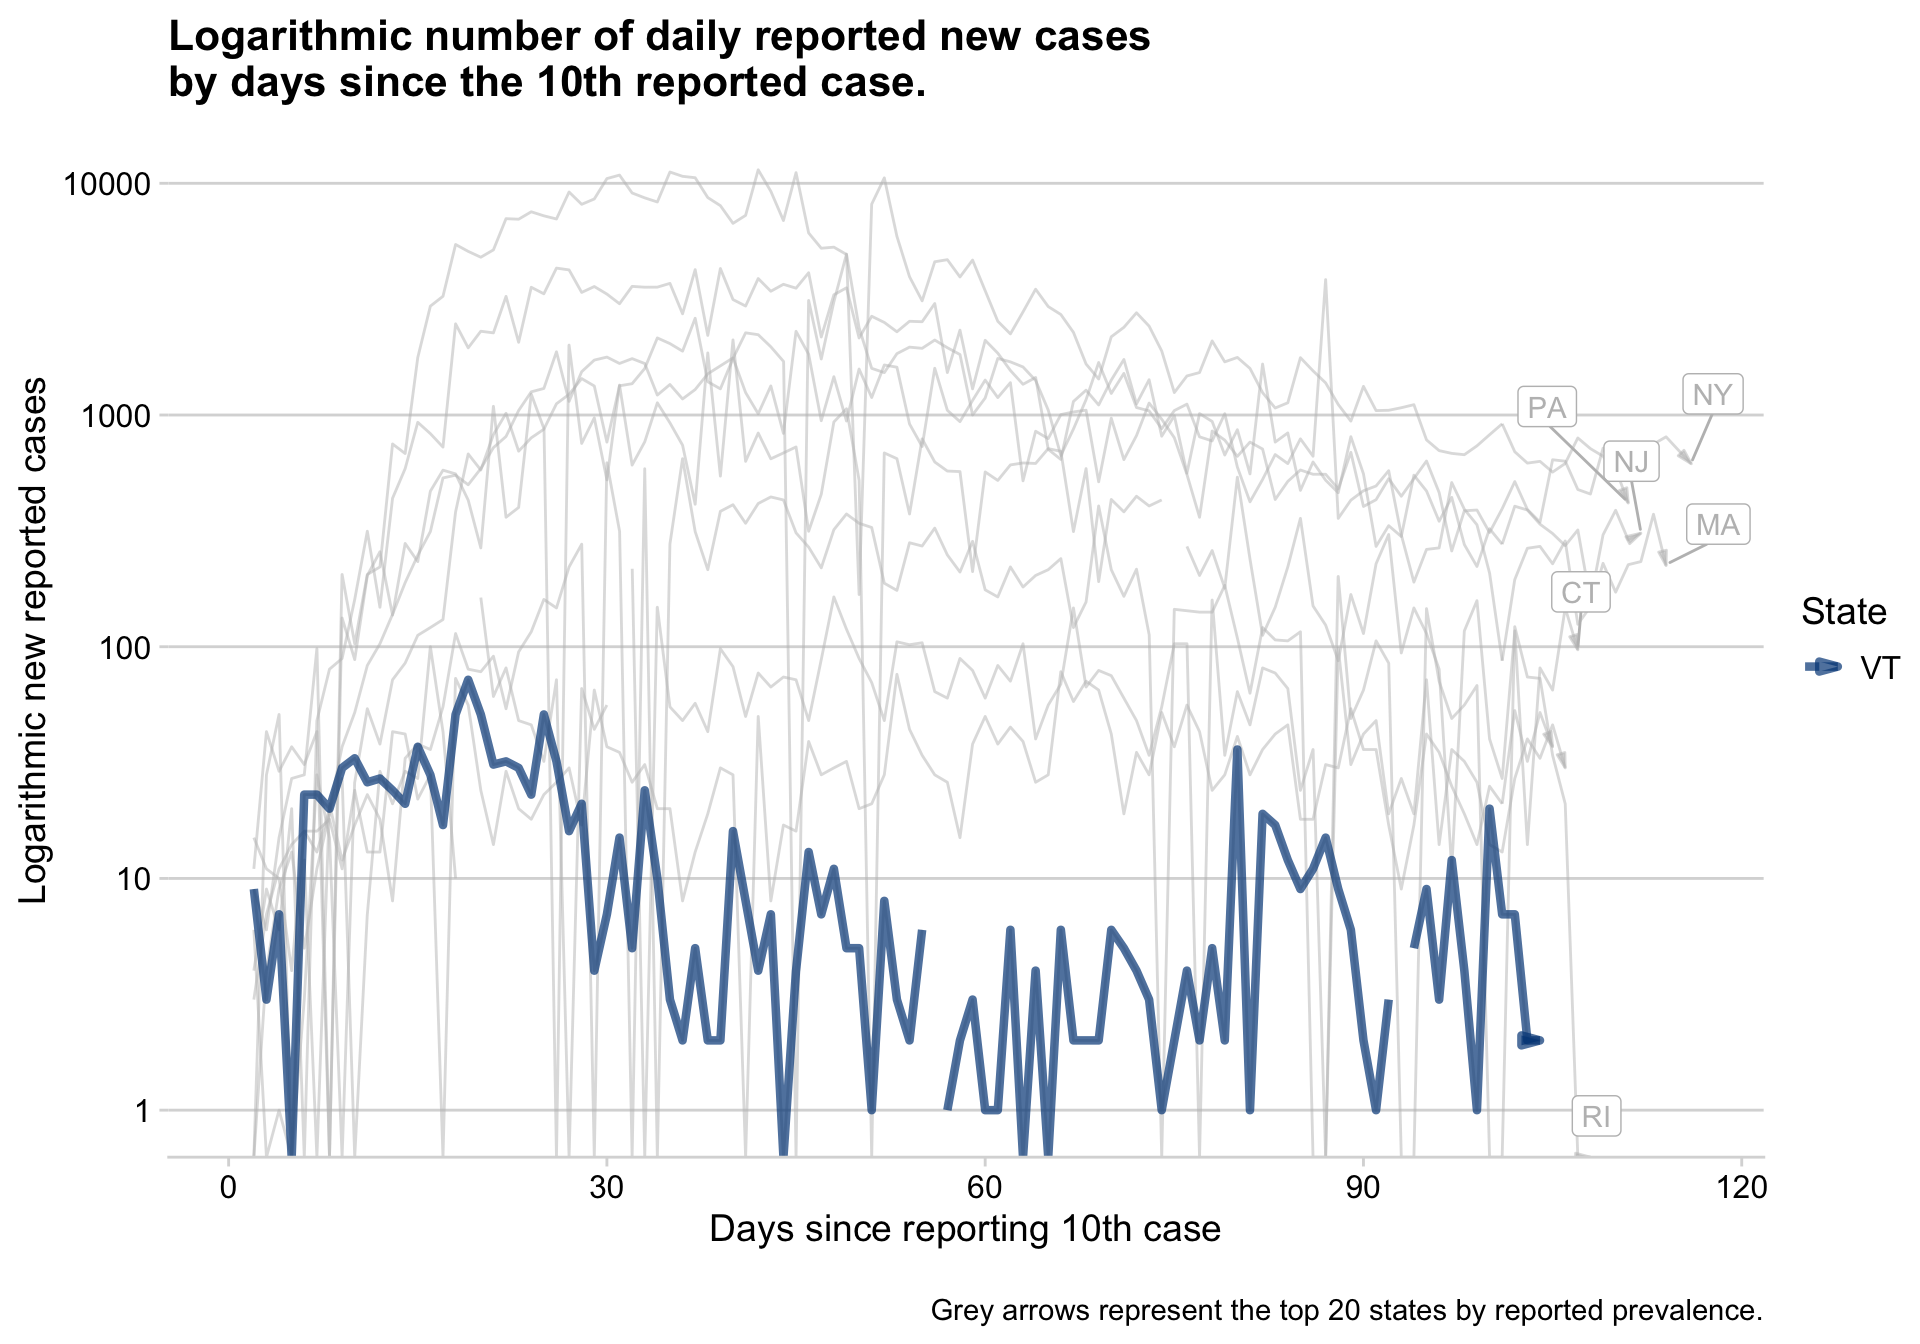 Logarithmic number of daily reported new cases
by days since the 10th reported case.
Logarithmic new reported cases
10000
1000
100
10
1
PA
NY
NJ
MA
CT
RI
State
VT
0
30
60
90
120
Days since reporting 10th case
Grey arrows represent the top 20 states by reported prevalence.